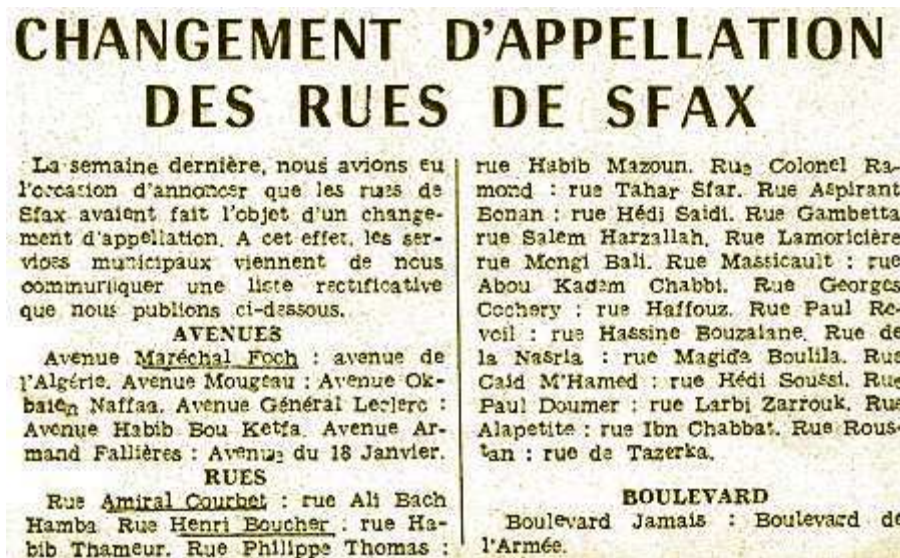 CHANGEMENT D'APPELLATION
DES RUES DE SFAX
La semaine dernière, nous avions eu
l'occasion d'annoncer que les rues de
Sfax avaient fait l'objet d'un change-
ment d'appellation. A cet effet, les ser-
vices municipaux viennent de nous
communiquer une liste rectificative
que nous publions ci-dessous.
AVENUES
Avenue Maréchal Foch : avenue de
l'Algérie. Avenue Mougeau : Avenue Ok-
baien Naffaa. Avenue Général Leclerc :
Avenue Habib Bou Ketfa. Avenue Ar-
mand Fallières : Avenue du 18 Janvier.
RUES
Rue Amiral Courbet : rue Ali Bach
Hamba. Rue Henri Boucher : rue Ha-
bib Thameur. Rue Philippe Thomas :
rue Habib Mazoun. Rue Colonel Ra-
mond : rue Tahar Sfar. Rue Aspirant
Bonan : rue Hédi Saidi. Rue Gambetta
rue Salem Harzallah. Rue Lamoricière
rue Mongi Bali. Rue Massicault : rue
Abou Kadem Chabbi. Rue Georges
Cochery : rue Haffouz. Rue Paul Re-
veil : rue Hassine Bouzaiane. Rue de
la Nasria : rue Magida Boulila. Rue
Caid M'Hamed : rue Hédi Soussi. Rue
Paul Doumer : rue Larbi Zarrouk. Rue
Alapetite : rue Ibn Chabbat. Rue Rous-
tan : rue de Tazerka.
BOULEVARD
Boulevard Jamais : Boulevard de
l'Armée.